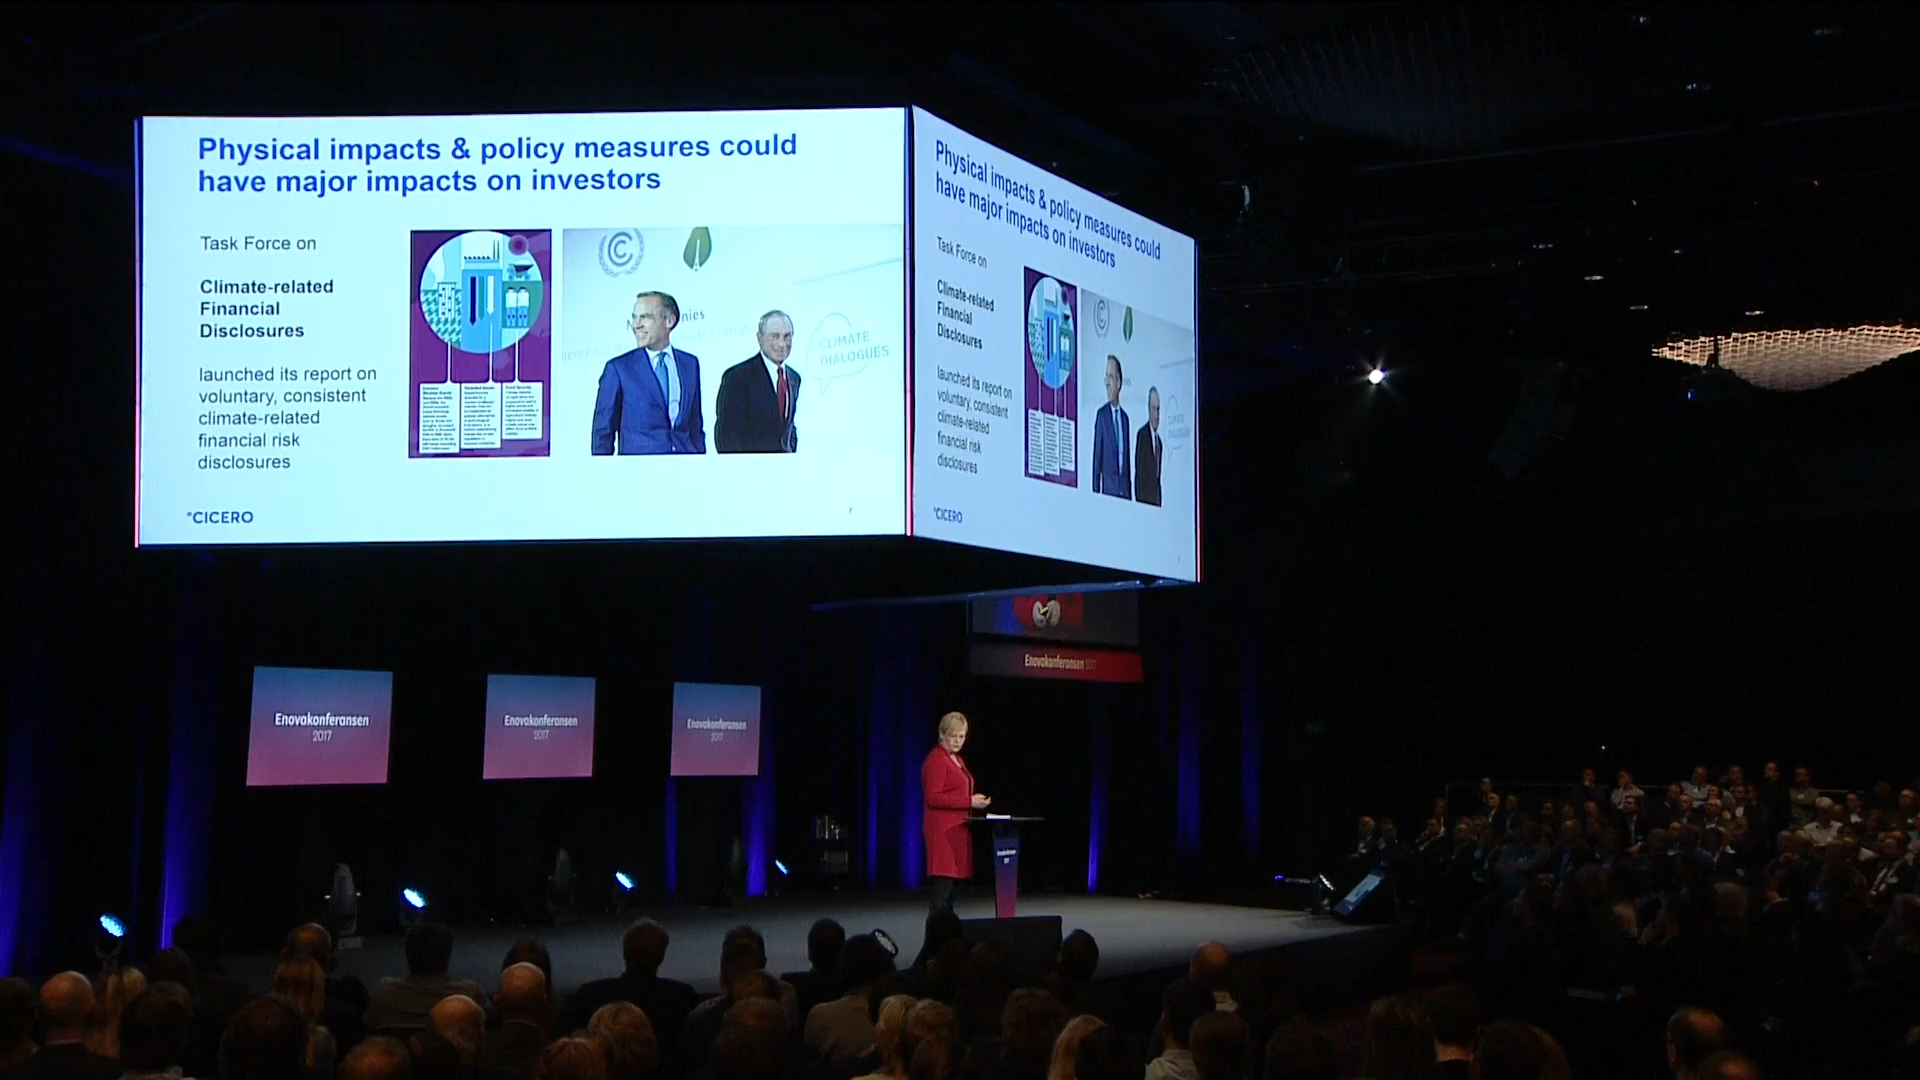 Physical impacts & policy measures could
have major impacts on investors
Task Force on
Climate-related
Financial
Disclosures
launched its report on
voluntary, consistent
climate-related
financial risk
disclosures
CLIMATE
DIALOGUES
°CICERO
Physical impacts & policy measures could
have major impacts on investors
Task Force on
Climate-related
Financial
Disclosures
launched its report on
voluntary, consistent
climate-related
financial risk
disclosures
°CICERO
Enovakonferansen 2017
Enovakonferansen
2017
Enovakonferansen
2017
Enovakonferansen
2017